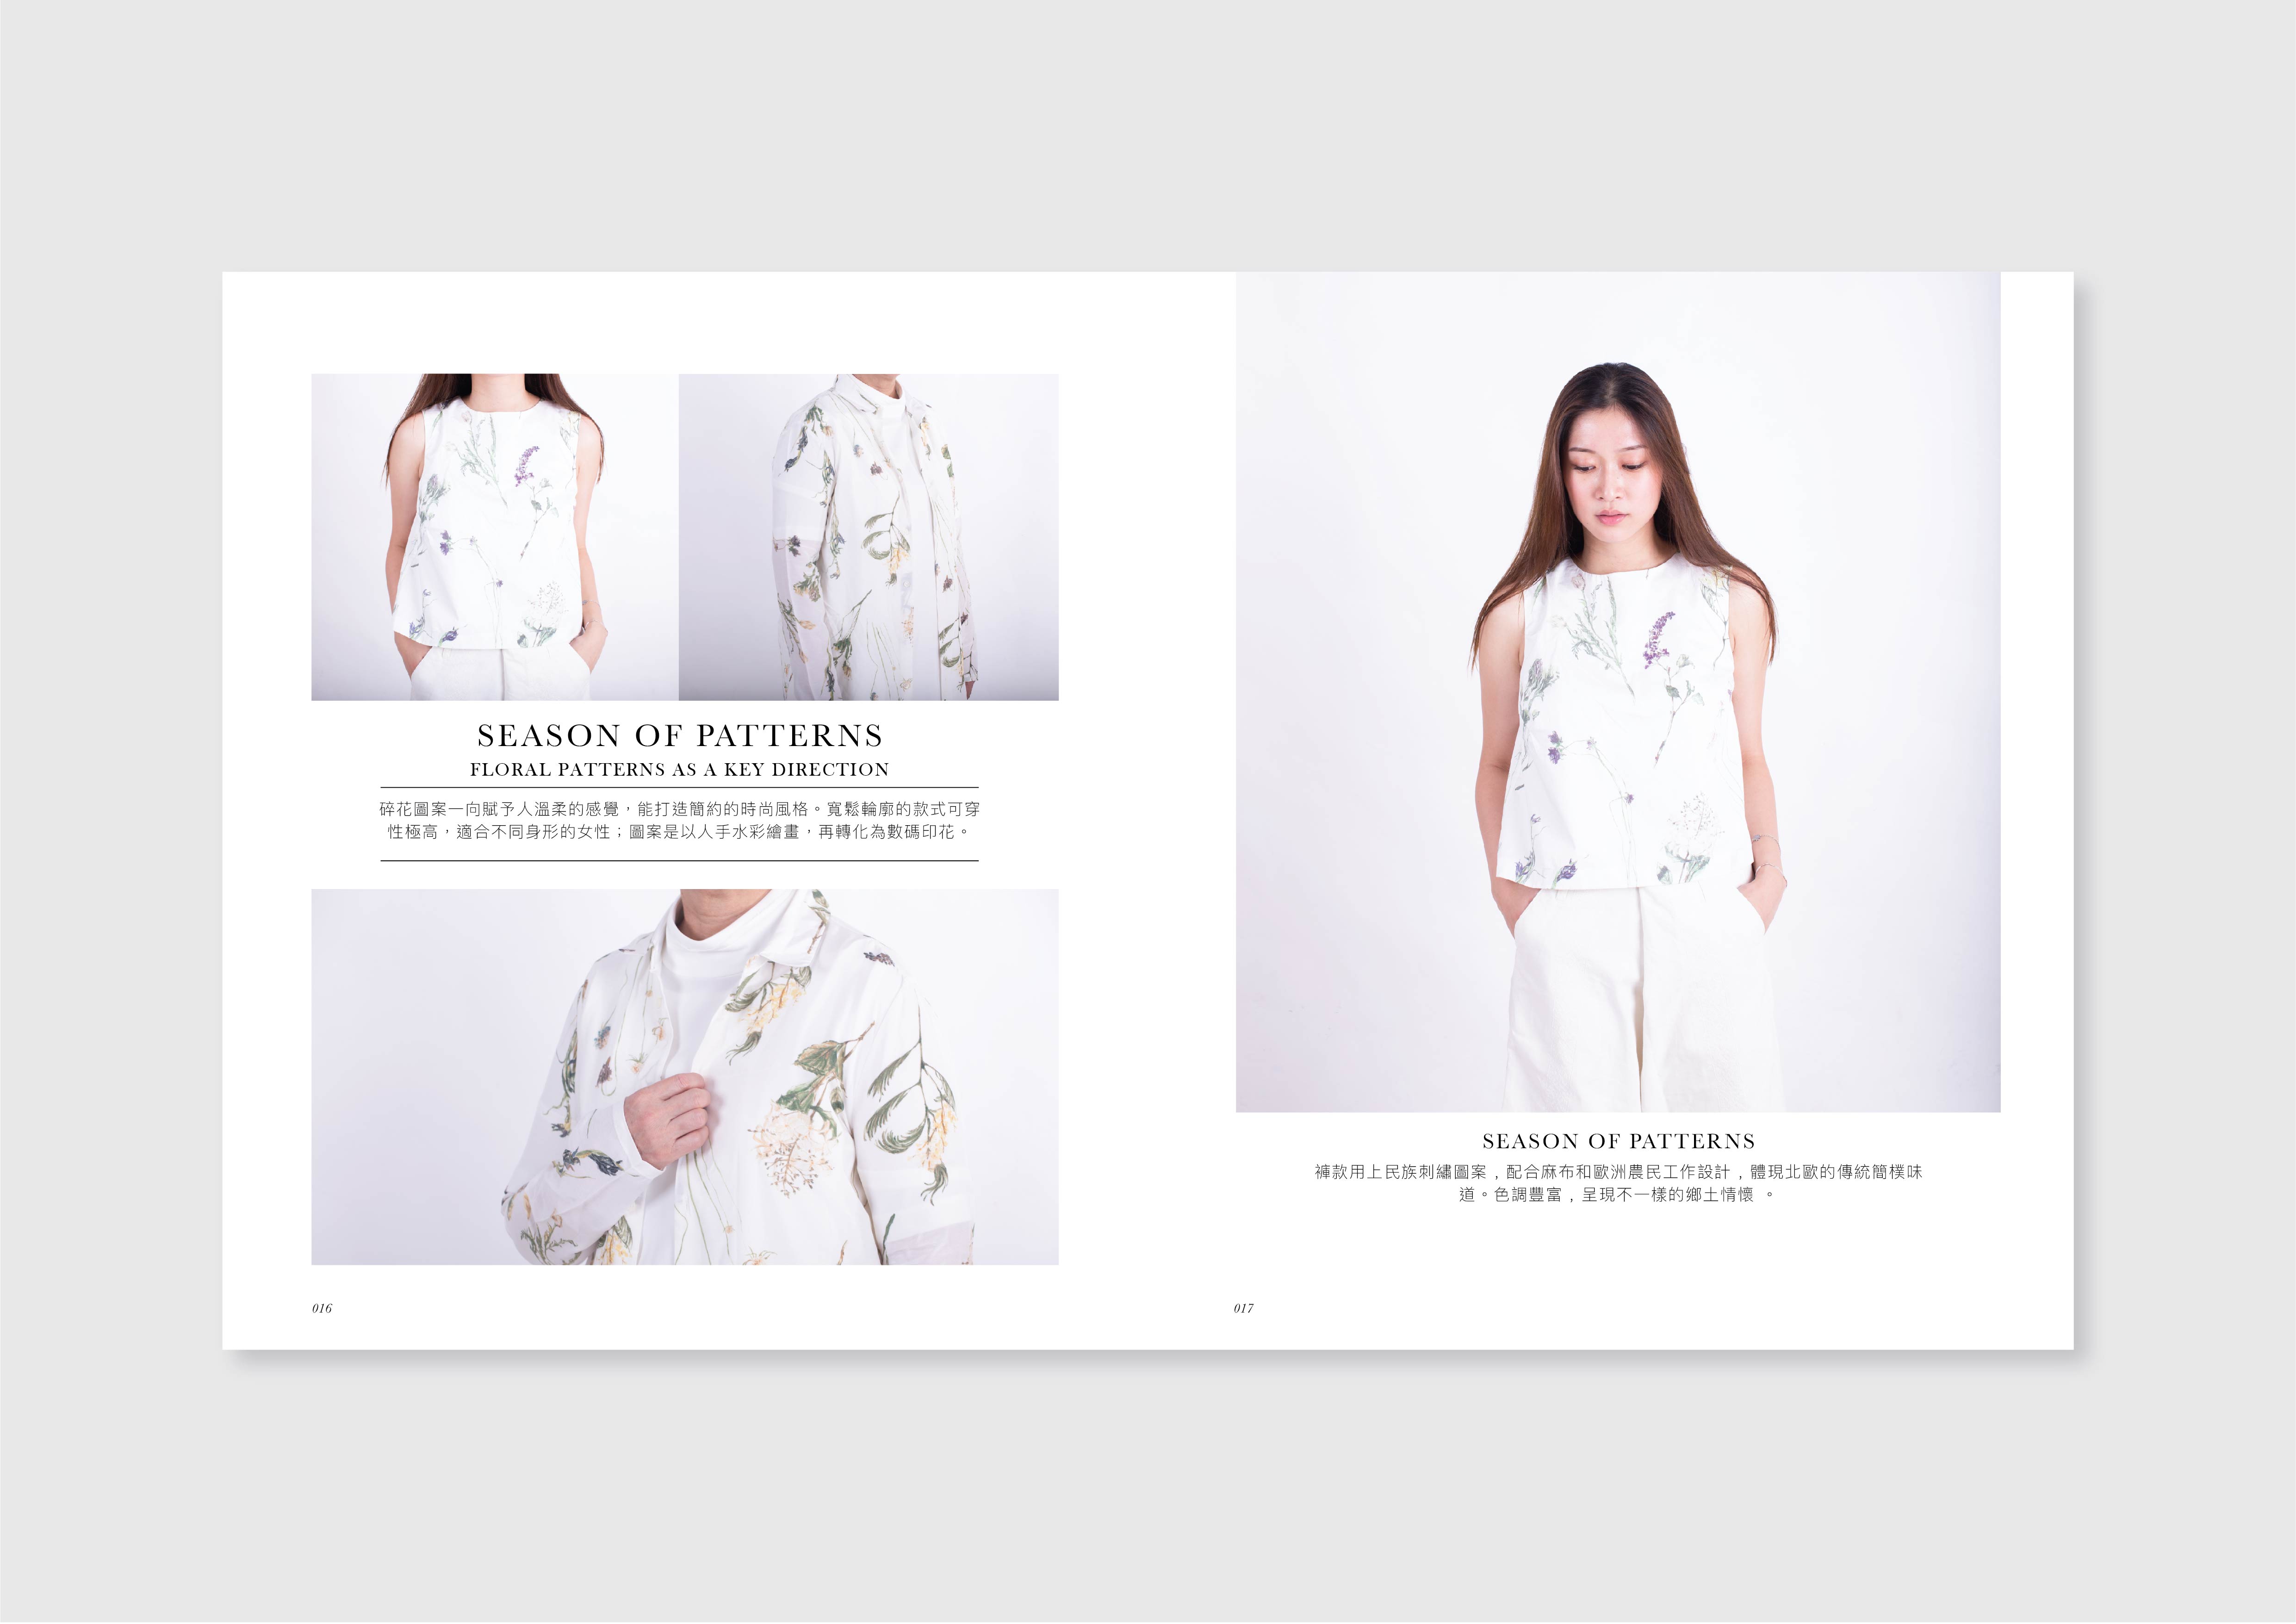 SEASON OF PATTERNS
FLORAL PATTERNS AS A KEY DIRECTION
碎花圖案一向賦予人溫柔的感覺，能打造簡約的時尚風格。寬鬆輪廓的款式可穿
性極高，適合不同身形的女性；圖案是以人手水彩繪畫，再轉化為數碼印花。
016
SEASON OF PATTERNS
褲款用上民族刺繡圖案，配合麻布和歐洲農民工作設計，體現北歐的傳統簡樸味
道。色調豐富，呈現不一樣的鄉土情懷 。
017